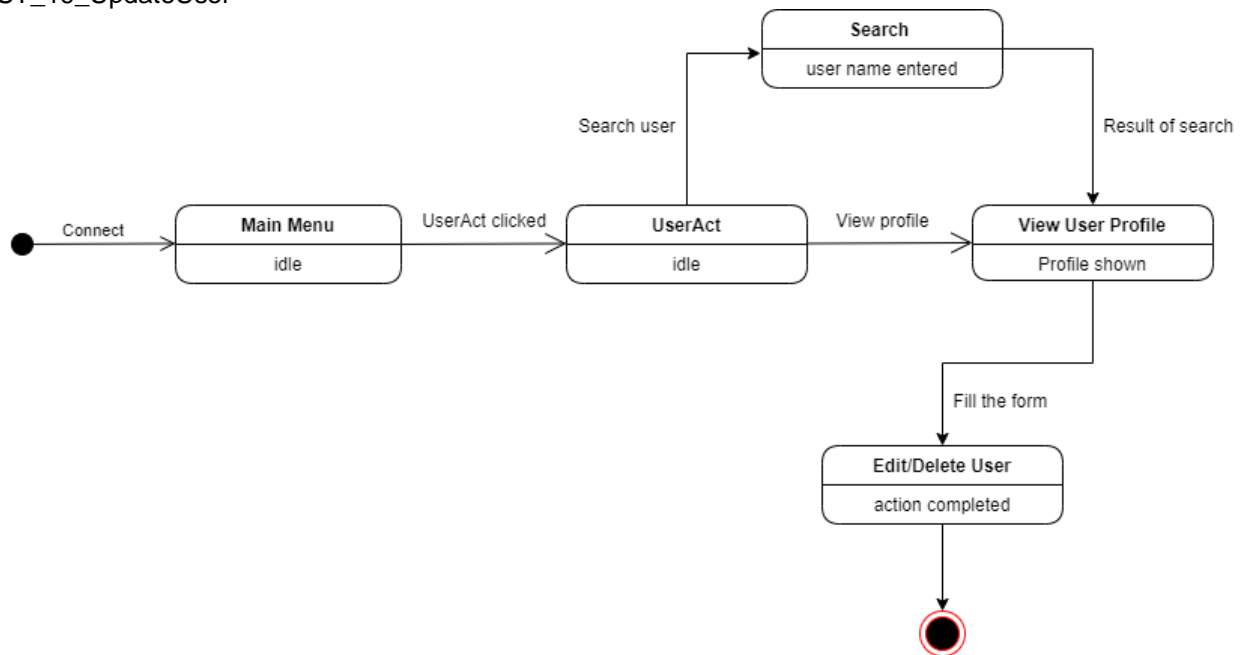 Search
user name entered
Search user
Result of search
Connect
Main Menu
idle
UserAct clicked
UserAct
idle
View profile
View User Profile
Profile shown
Fill the form
Edit/Delete User
action completed